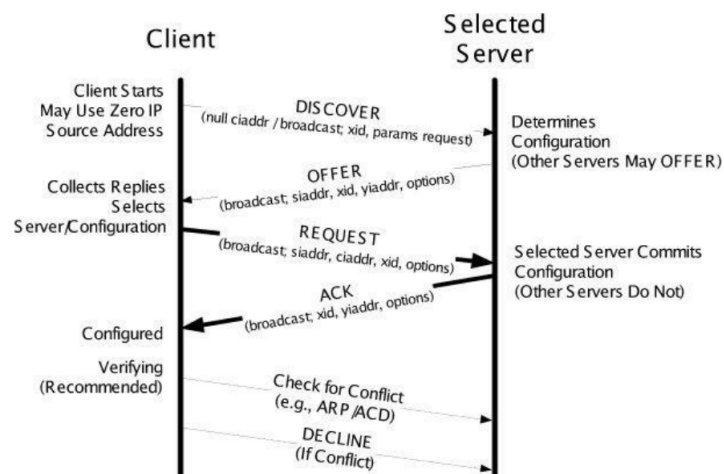 Client
Selected
Server
Client Starts
May Use Zero IP
Source Address
DISCOVER
(null ciaddr / broadcast; xid, params request)
Determines
Configuration
(Other Servers May OFFER)
OFFER
(broadcast; siaddr, xid, yiaddr, options)
Collects Replies
Selects
Server/Configuration
REQUEST
(broadcast; siaddr, ciaddr, xid, options)
Selected Server Commits
Configuration
(Other Servers Do Not)
ACK
(broadcast; xid, yiaddr, options)
Configured
Verifying
(Recommended)
Check for Conflict
(e.g., ARP/ACD)
DECLINE
(If Conflict)